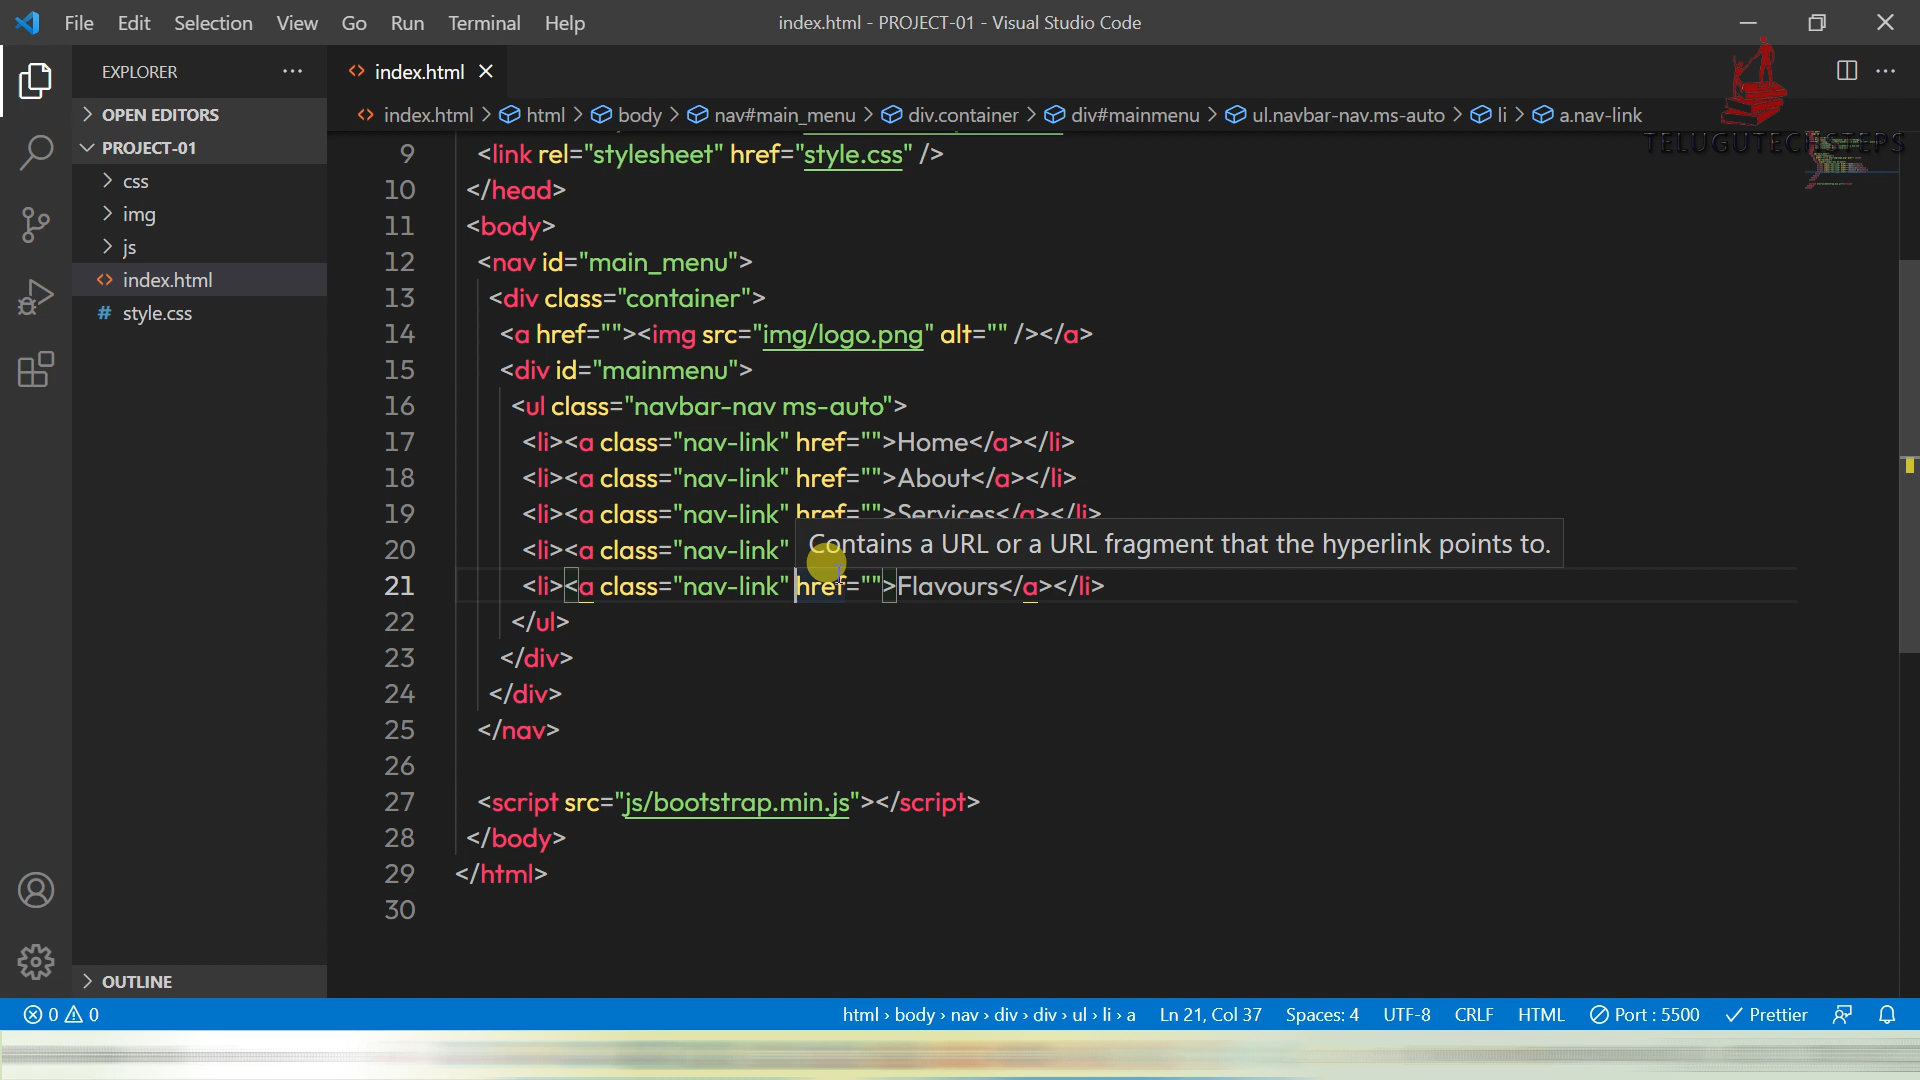 File Edit Selection View Go Run Terminal Help
index.html - PROJECT-01 - Visual Studio Code
EXPLORER
index.html
TELUGUTECHSTEPS
OPEN EDITORS
index.html > html > body > nav#main_menu > div.container > div#mainmenu > ul.navbar-nav.ms-auto > li > a.nav-link
PROJECT-01
css
img
js
index.html
style.css
9 <link rel="stylesheet" href="style.css" />
10 </head>
11 <body>
12 <nav id="main_menu">
13 <div class="container">
14 <a href=""><img src="img/logo.png" alt="" /></a>
15 <div id="mainmenu">
16 <ul class="navbar-nav ms-auto">
17 <li><a class="nav-link" href="">Home</a></li>
18 <li><a class="nav-link" href="">About</a></li>
19 <li><a class="nav-link" href="">Services</a></li>
20 <li><a class="nav-link"
Contains a URL or a URL fragment that the hyperlink points to.
21 <li><a class="nav-link" href="">Flavours</a></li>
22 </ul>
23 </div>
24 </div>
25 </nav>
26
27 <script src="js/bootstrap.min.js"></script>
28 </body>
29 </html>
30
OUTLINE
0 0
html › body › nav › div › div › ul › li › a
Ln 21, Col 37 Spaces: 4 UTF-8 CRLF HTML Port : 5500 Prettier